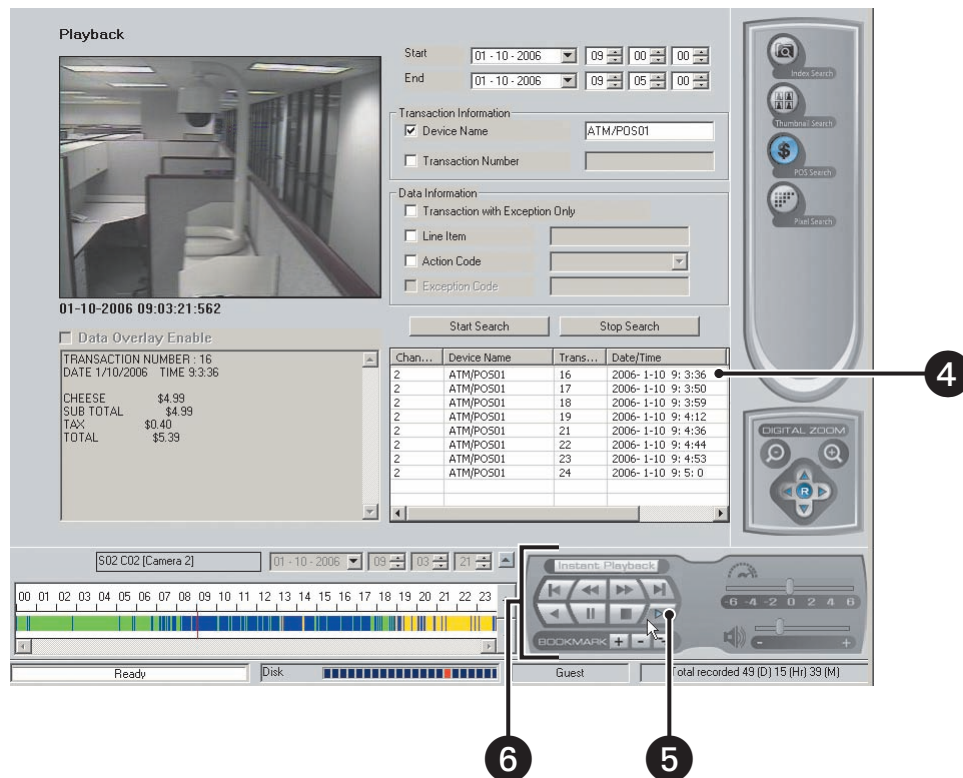 Playback
Start 01 - 10 - 2006 09 00 00
End 01 - 10 - 2006 09 05 00
Transaction Information
Device Name ATM/POS01
Transaction Number
Data Information
Transaction with Exception Only
Line Item
Action Code
Exception Code
Start Search Stop Search
01-10-2006 09:03:21:562
Data Overlay Enable
TRANSACTION NUMBER : 16
DATE 1/10/2006 TIME 9:3:36
CHEESE $4.99
SUB TOTAL $4.99
TAX $0.40
TOTAL $5.39
Chan... Device Name Trans... Date/Time
2 ATM/POS01 16 2006- 1-10 9: 3:36
2 ATM/POS01 17 2006- 1-10 9: 3:50
2 ATM/POS01 18 2006- 1-10 9: 3:59
2 ATM/POS01 19 2006- 1-10 9: 4:12
2 ATM/POS01 21 2006- 1-10 9: 4:36
2 ATM/POS01 22 2006- 1-10 9: 4:44
2 ATM/POS01 23 2006- 1-10 9: 4:53
2 ATM/POS01 24 2006- 1-10 9: 5: 0
Index Search
Thumbnail Search
$
POS Search
Pixel Search
4
DIGITAL ZOOM
R
S02 C02 [Camera 2] 01 - 10 - 2006 09 03 21
00 01 02 03 04 05 06 07 08 09 10 11 12 13 14 15 16 17 18 19 20 21 22 23
6
Instant Playback
BOOKMARK + - 
-6 -4 -2 0 2 4 6
- +
Ready Disk Guest Total recorded 49 (D) 15 (Hr) 39 (M)
6 5